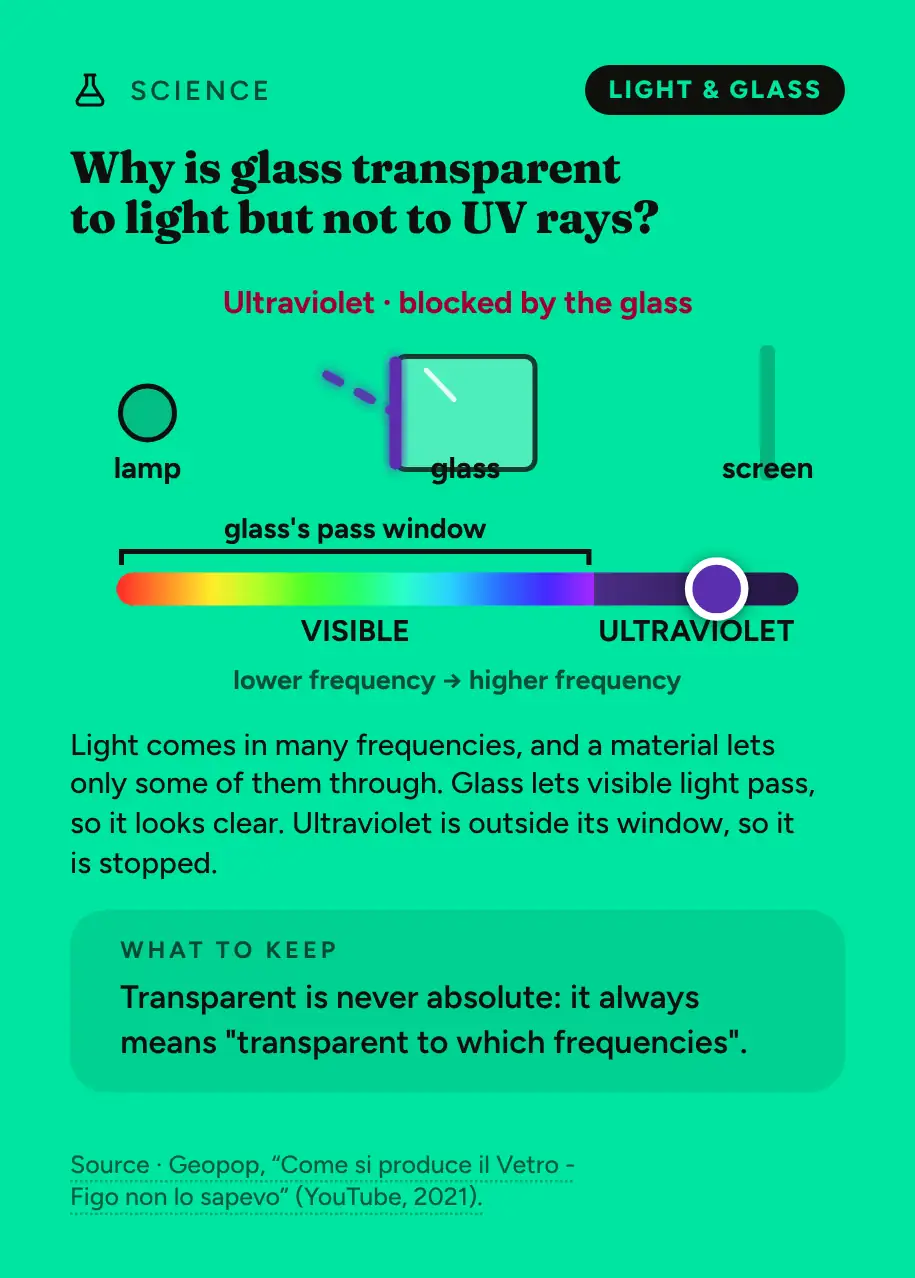 SCIENCE
LIGHT & GLASS
Why is glass transparent
to light but not to UV rays?
Ultraviolet · blocked by the glass
lamp
glass
screen
glass's pass window
VISIBLE
ULTRAVIOLET
lower frequency → higher frequency
Light comes in many frequencies, and a material lets
only some of them through. Glass lets visible light pass,
so it looks clear. Ultraviolet is outside its window, so it
is stopped.
WHAT TO KEEP
Transparent is never absolute: it always
means "transparent to which frequencies".
Source · Geopop, “Come si produce il Vetro -
Figo non lo sapevo” (YouTube, 2021).